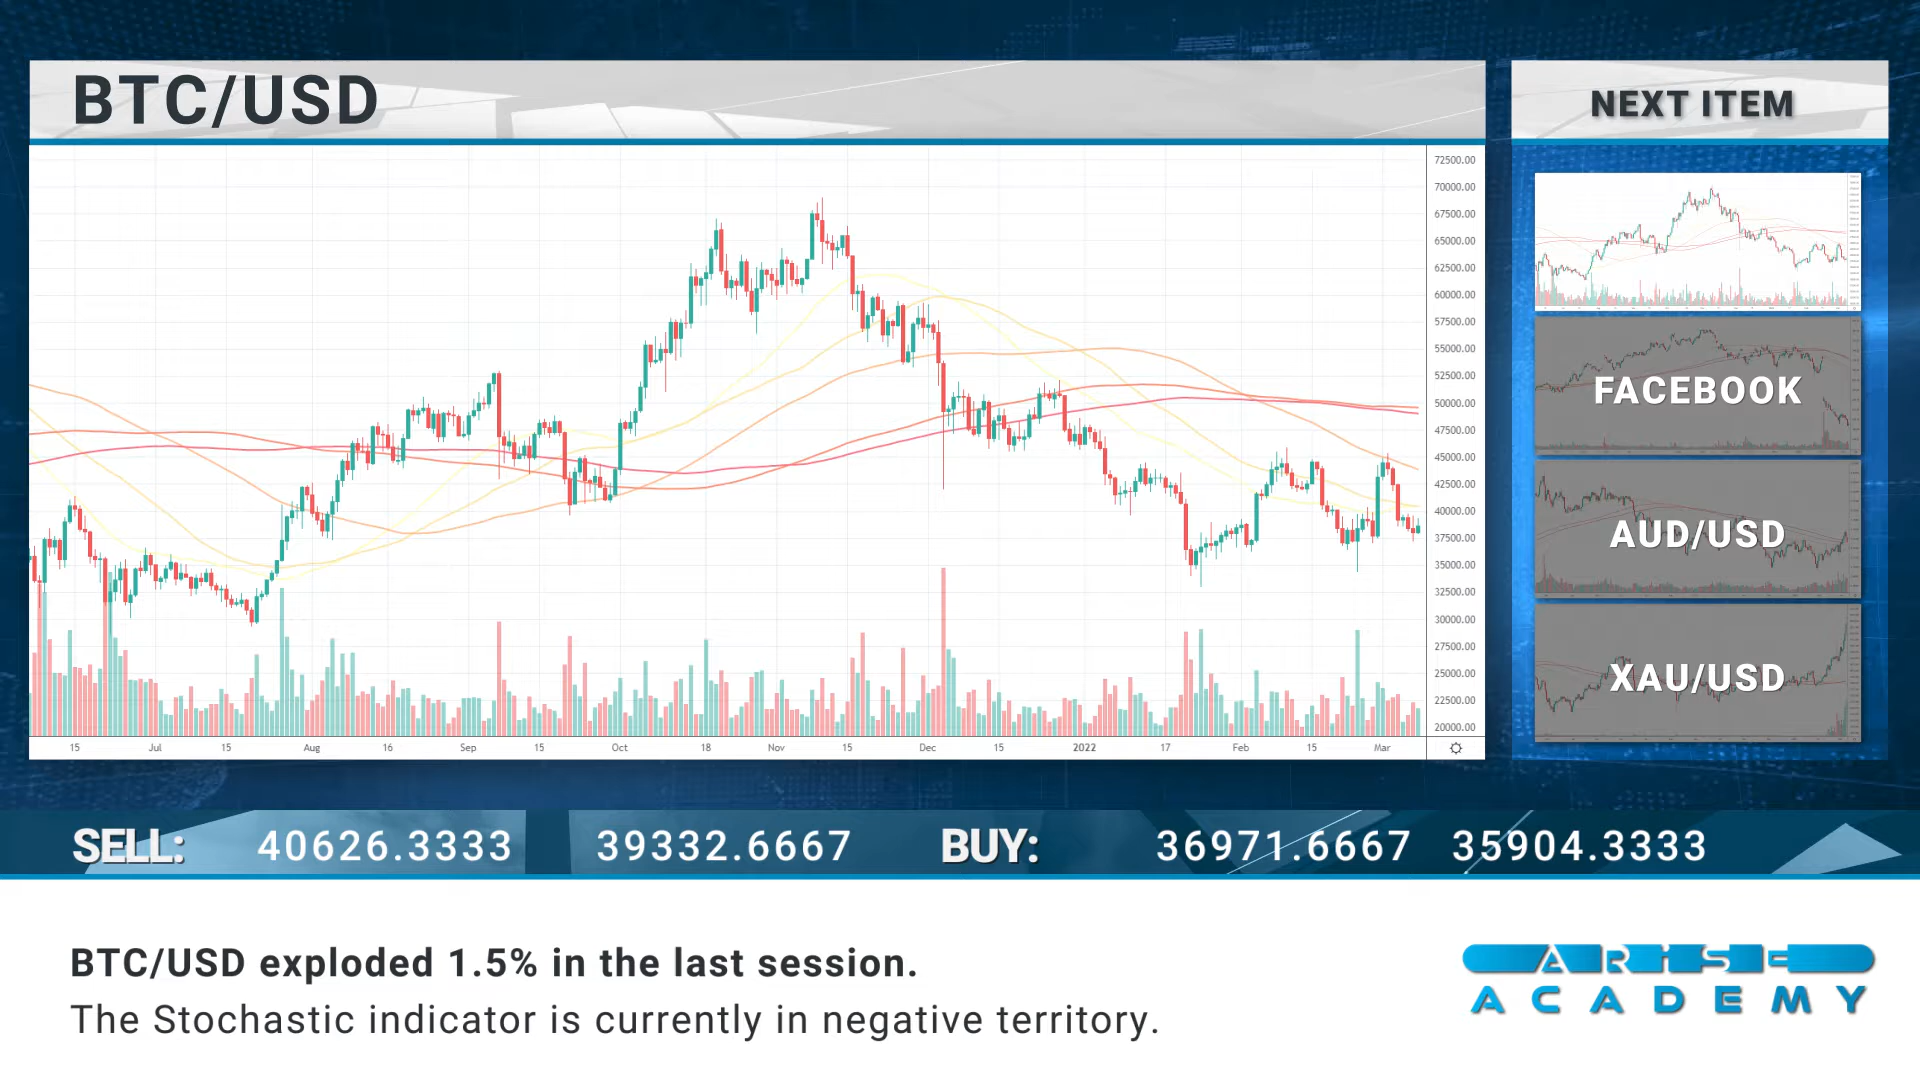 BTC/USD
NEXT ITEM
72500.00
70000.00
67500.00
65000.00
62500.00
60000.00
57500.00
55000.00
52500.00
50000.00
47500.00
45000.00
42500.00
40000.00
37500.00
35000.00
32500.00
30000.00
27500.00
25000.00
22500.00
20000.00
15 Jul 15 Aug 16 Sep 15 Oct 18 Nov 15 Dec 15 2022 17 Feb 15 Mar
FACEBOOK
AUD/USD
XAU/USD
SELL: 40626.3333 39332.6667 BUY: 36971.6667 35904.3333
BTC/USD exploded 1.5% in the last session.
The Stochastic indicator is currently in negative territory.
ARISE
ACADEMY